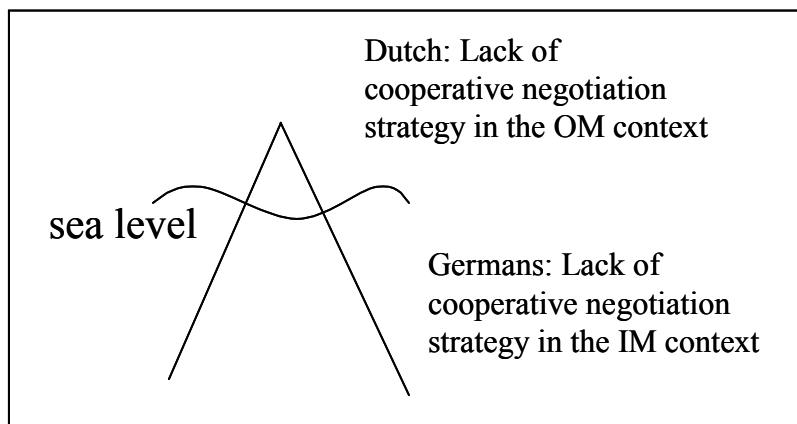 Dutch: Lack of
cooperative negotiation
strategy in the OM context
sea level
Germans: Lack of
cooperative negotiation
strategy in the IM context